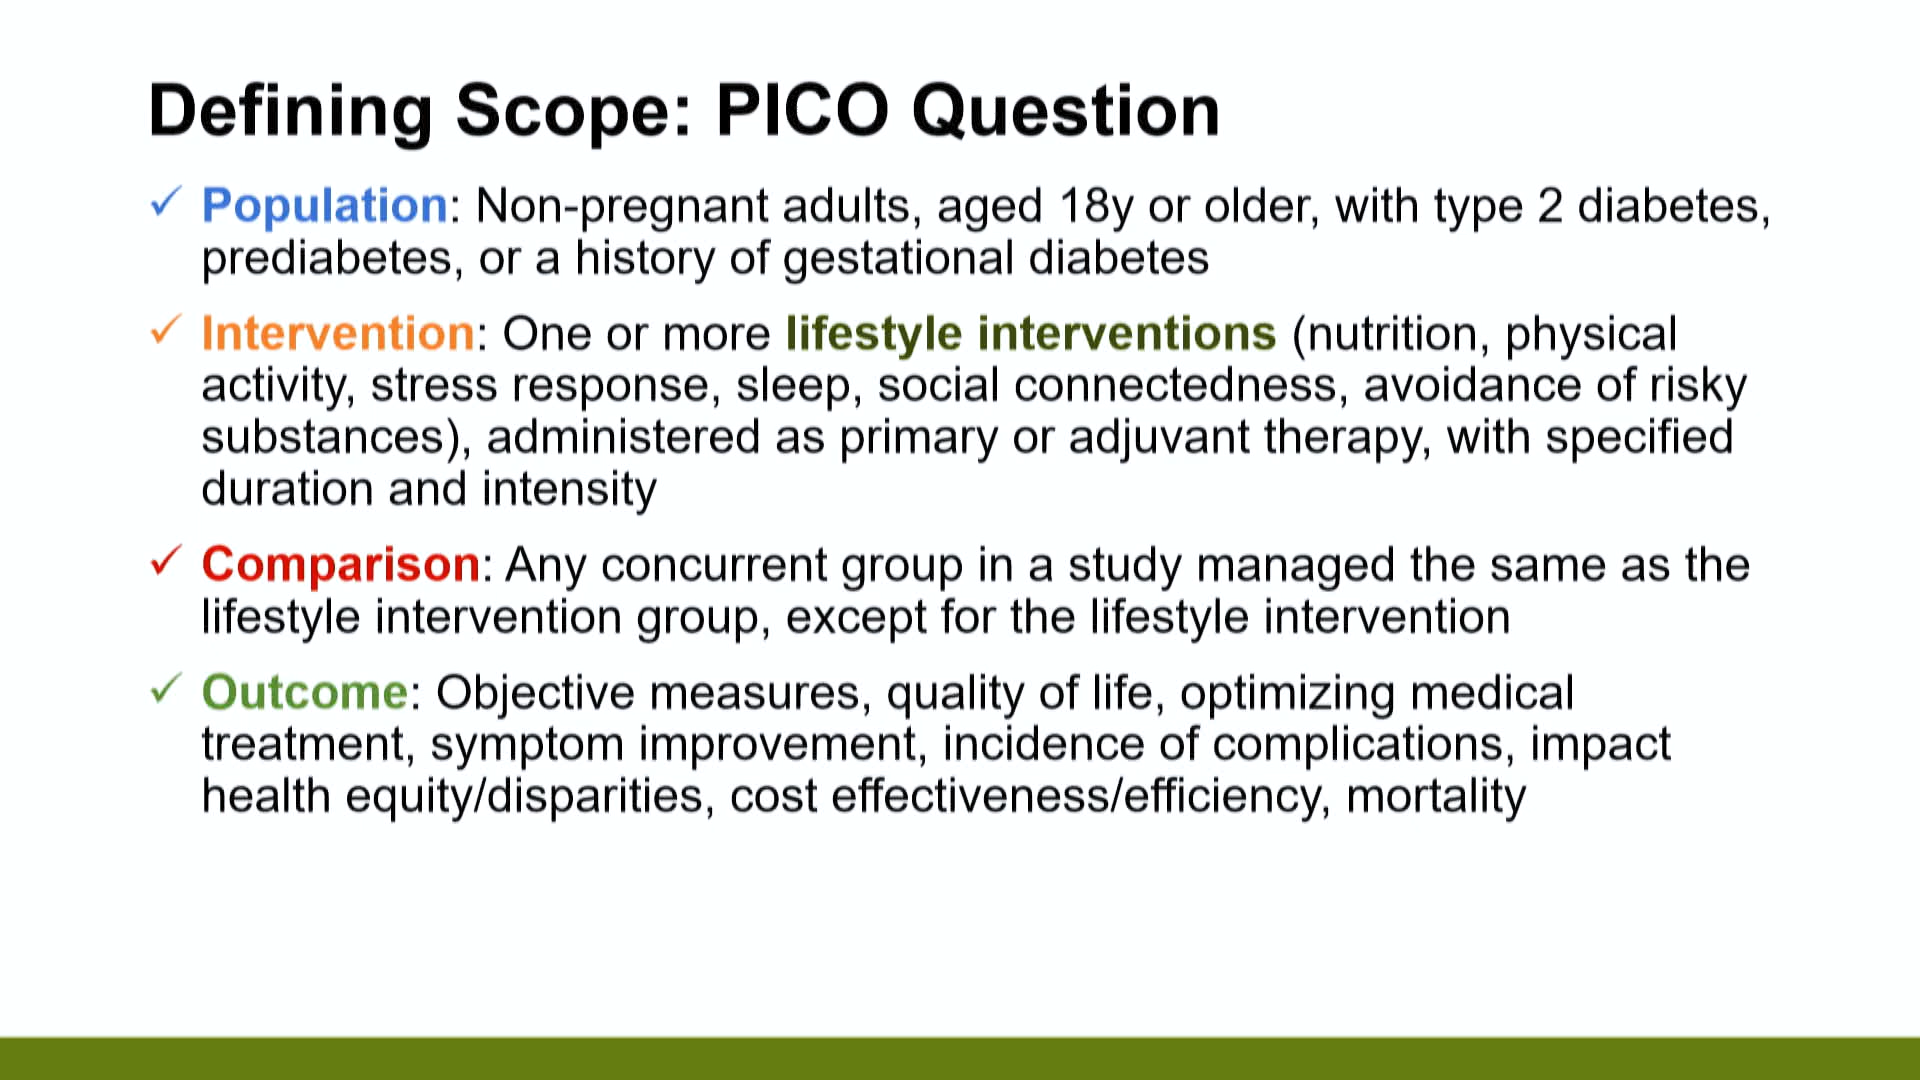 Defining Scope: PICO Question
✓ Population: Non-pregnant adults, aged 18y or older, with type 2 diabetes,
prediabetes, or a history of gestational diabetes
✓ Intervention: One or more lifestyle interventions (nutrition, physical
activity, stress response, sleep, social connectedness, avoidance of risky
substances), administered as primary or adjuvant therapy, with specified
duration and intensity
✓ Comparison: Any concurrent group in a study managed the same as the
lifestyle intervention group, except for the lifestyle intervention
✓ Outcome: Objective measures, quality of life, optimizing medical
treatment, symptom improvement, incidence of complications, impact
health equity/disparities, cost effectiveness/efficiency, mortality